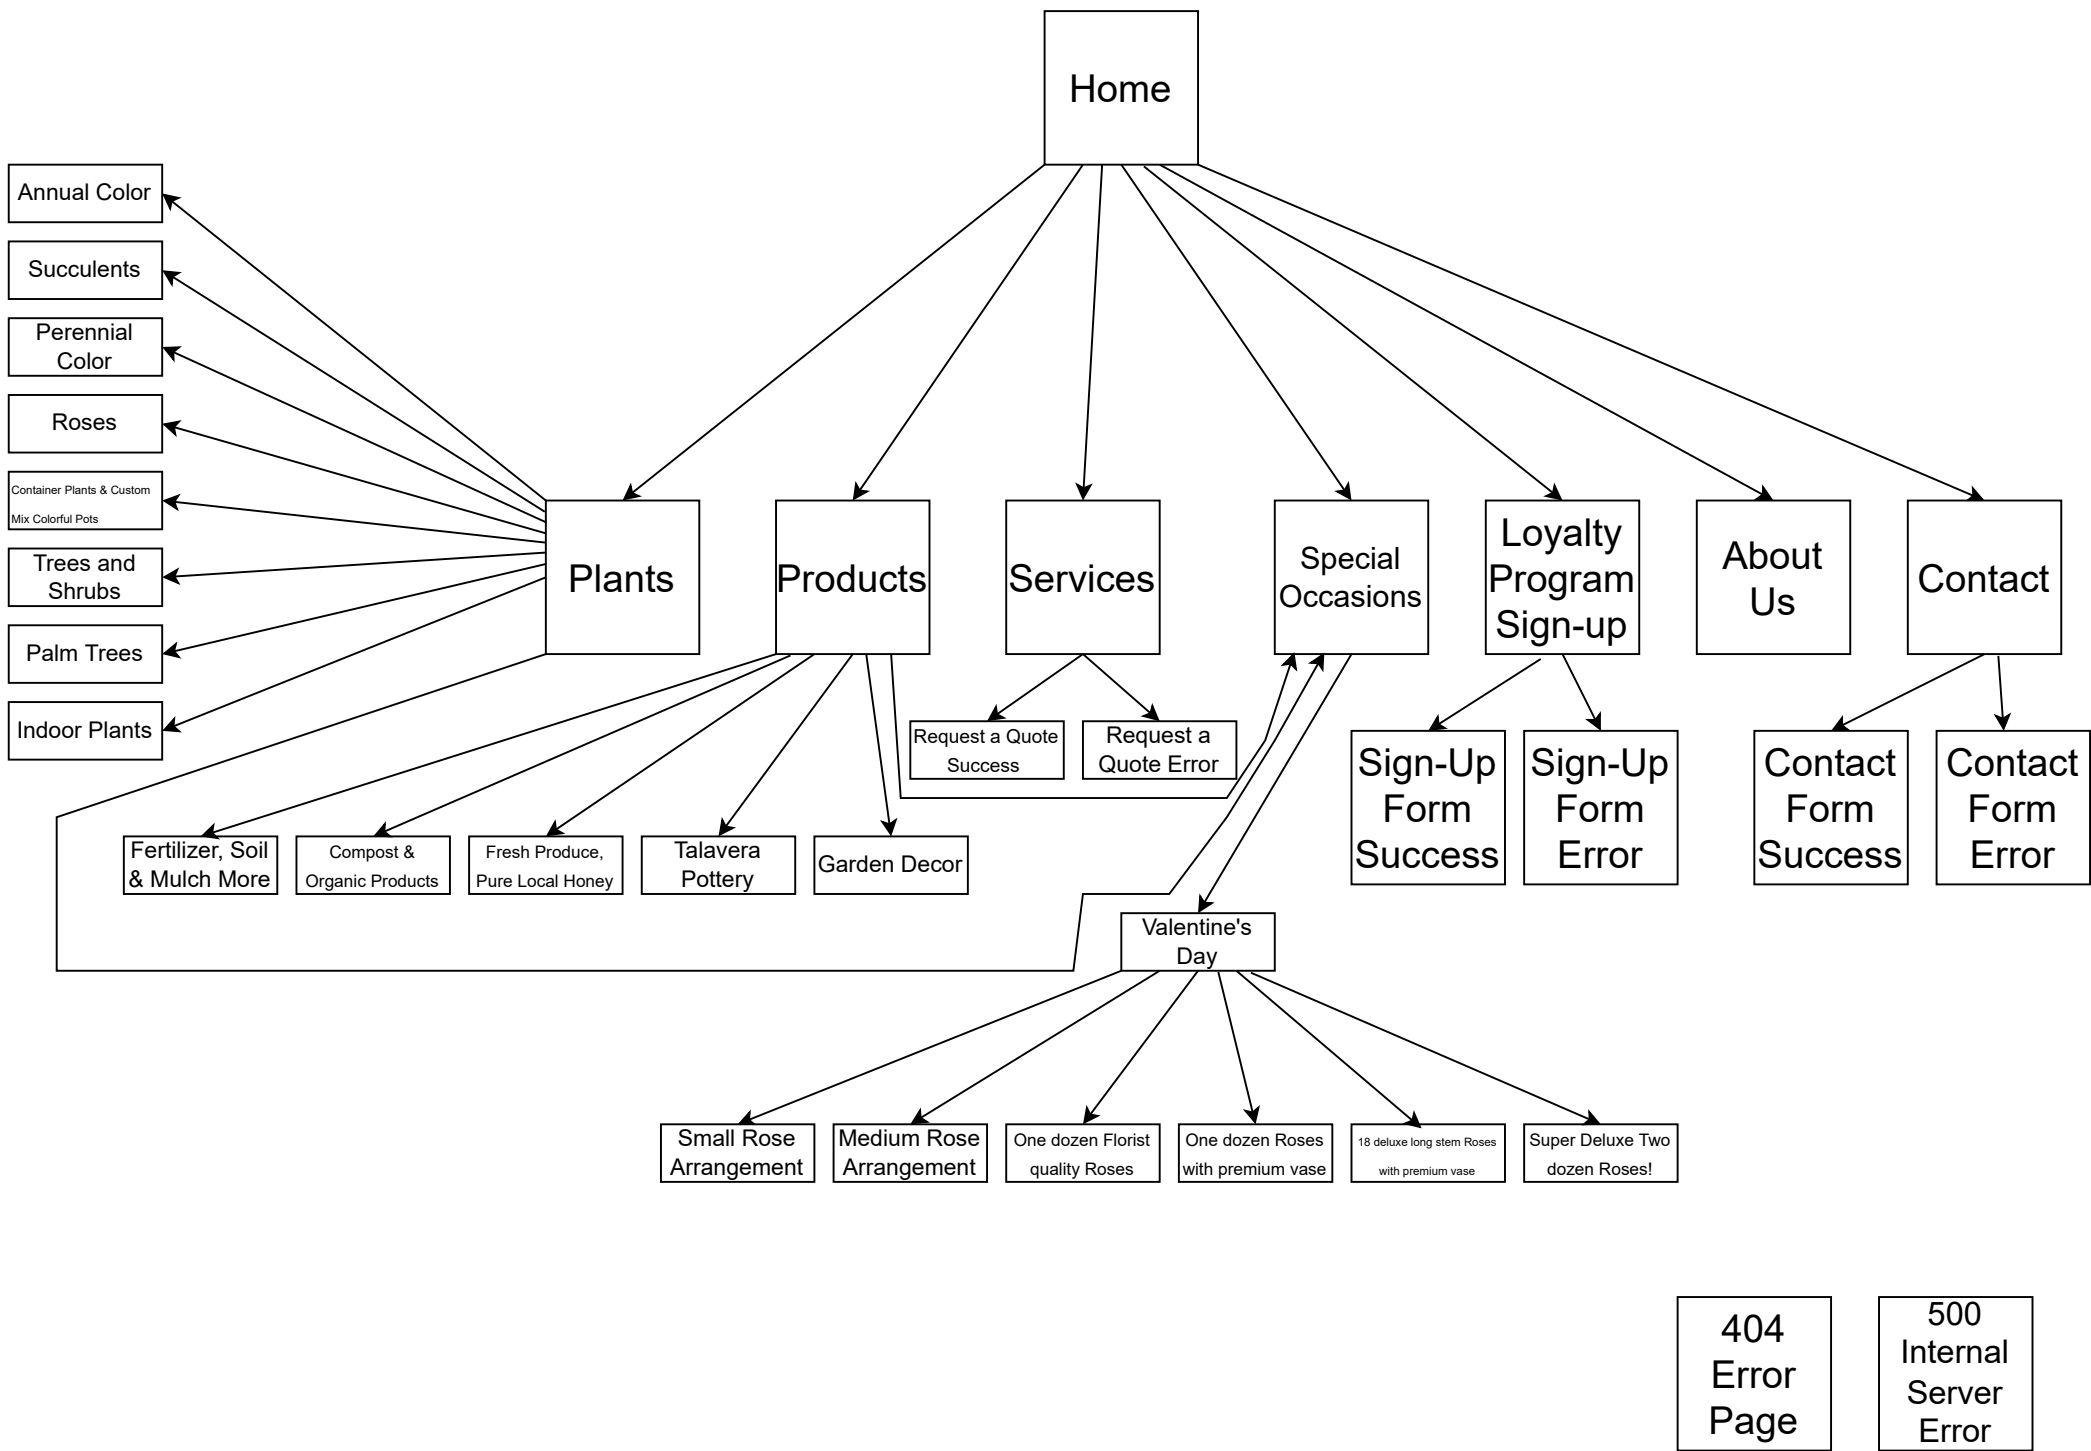 Home
Annual Color
Succulents
Perennial
Color
Roses
Container Plants & Custom
Mix Colorful Pots
Trees and
Shrubs
Palm Trees
Indoor Plants
Plants
Products
Services
Special
Occasions
Loyalty
Program
Sign-up
About
Us
Contact
Request a Quote
Success
Request a
Quote Error
Sign-Up
Form
Success
Sign-Up
Form
Error
Contact
Form
Success
Contact
Form
Error
Fertilizer, Soil
& Mulch More
Compost &
Organic Products
Fresh Produce,
Pure Local Honey
Talavera
Pottery
Garden Decor
Valentine's
Day
Small Rose
Arrangement
Medium Rose
Arrangement
One dozen Florist
quality Roses
One dozen Roses
with premium vase
18 deluxe long stem Roses
with premium vase
Super Deluxe Two
dozen Roses!
404
Error
Page
500
Internal
Server
Error